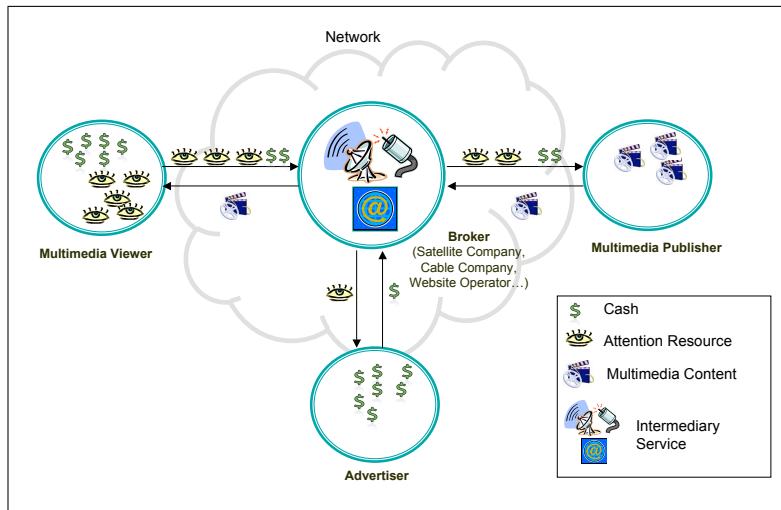 Network
$ $ $ $
$ $
$$
$$
@
Multimedia Viewer
Broker
(Satellite Company,
Cable Company,
Website Operator…)
Multimedia Publisher
$
$ $ $
$ $ $
$
Advertiser
$ Cash
Attention Resource
Multimedia Content
Intermediary
Service
@